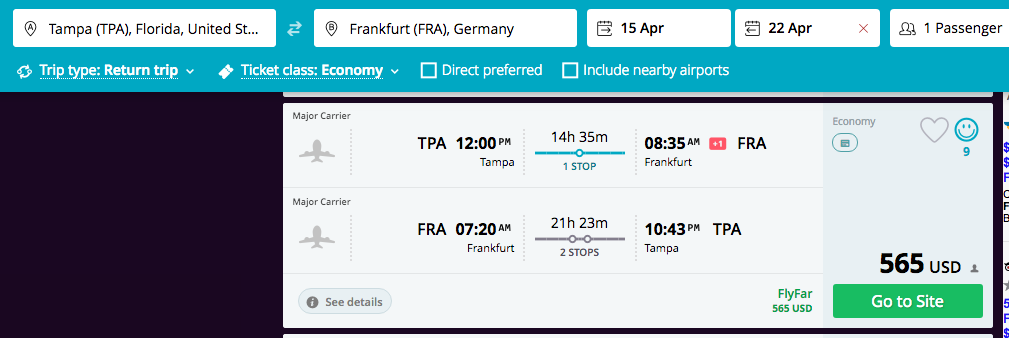 Tampa (TPA), Florida, United St...
Frankfurt (FRA), Germany
15 Apr
22 Apr
1 Passenger
Trip type: Return trip
Ticket class: Economy
Direct preferred
Include nearby airports
Major Carrier
TPA 12:00 PM
Tampa
14h 35m
1 STOP
08:35 AM +1 FRA
Frankfurt
Economy
9
Major Carrier
FRA 07:20 AM
Frankfurt
21h 23m
2 STOPS
10:43 PM TPA
Tampa
565 USD
See details
FlyFar
565 USD
Go to Site